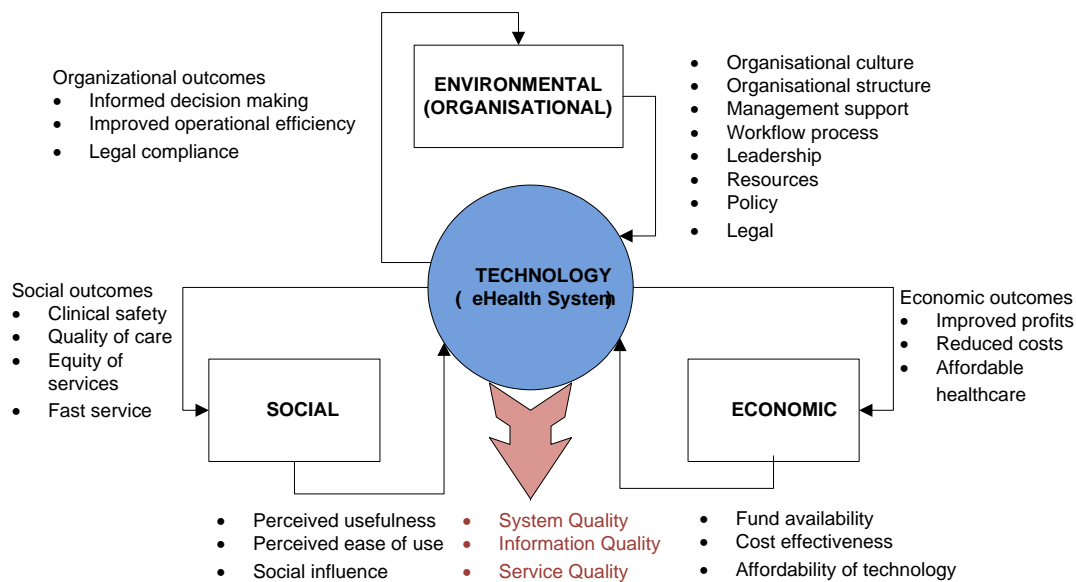 Organizational outcomes
• Informed decision making
• Improved operational efficiency
• Legal compliance
ENVIRONMENTAL
(ORGANISATIONAL)
• Organisational culture
• Organisational structure
• Management support
• Workflow process
• Leadership
• Resources
• Policy
• Legal
TECHNOLOGY
( eHealth System)
Social outcomes
• Clinical safety
• Quality of care
• Equity of
services
• Fast service
SOCIAL
Economic outcomes
• Improved profits
• Reduced costs
• Affordable
healthcare
ECONOMIC
• Perceived usefulness
• Perceived ease of use
• Social influence
• System Quality
• Information Quality
• Service Quality
• Fund availability
• Cost effectiveness
• Affordability of technology